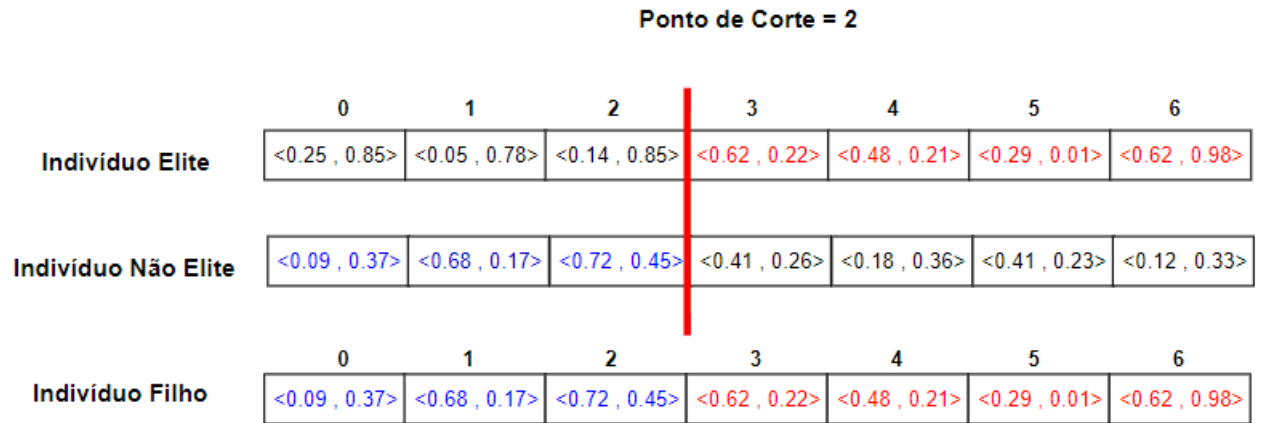 Ponto de Corte = 2
0 1 2 3 4 5 6
Indivíduo Elite <0.25 , 0.85> <0.05 , 0.78> <0.14 , 0.85> <0.62 , 0.22> <0.48 , 0.21> <0.29 , 0.01> <0.62 , 0.98>
Indivíduo Não Elite <0.09 , 0.37> <0.68 , 0.17> <0.72 , 0.45> <0.41 , 0.26> <0.18 , 0.36> <0.41 , 0.23> <0.12 , 0.33>
0 1 2 3 4 5 6
Indivíduo Filho <0.09 , 0.37> <0.68 , 0.17> <0.72 , 0.45> <0.62 , 0.22> <0.48 , 0.21> <0.29 , 0.01> <0.62 , 0.98>